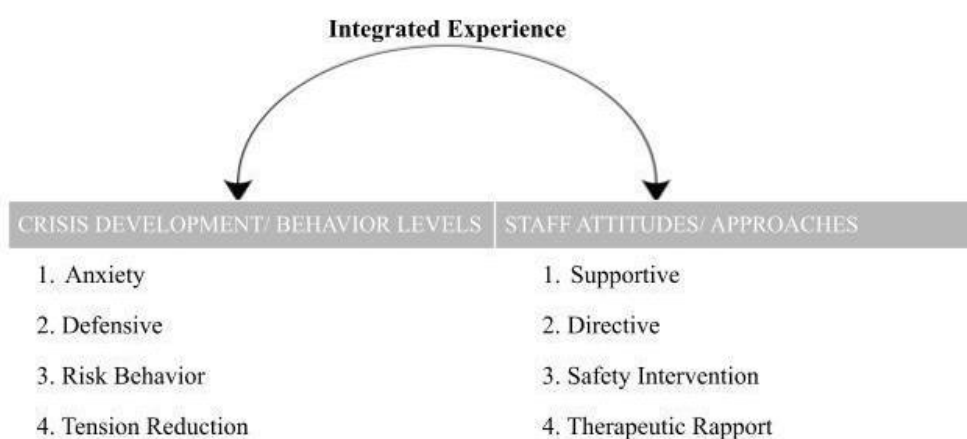 Integrated Experience
CRISIS DEVELOPMENT/ BEHAVIOR LEVELS
STAFF ATTITUDES/ APPROACHES
1. Anxiety
1. Supportive
2. Defensive
2. Directive
3. Risk Behavior
3. Safety Intervention
4. Tension Reduction
4. Therapeutic Rapport